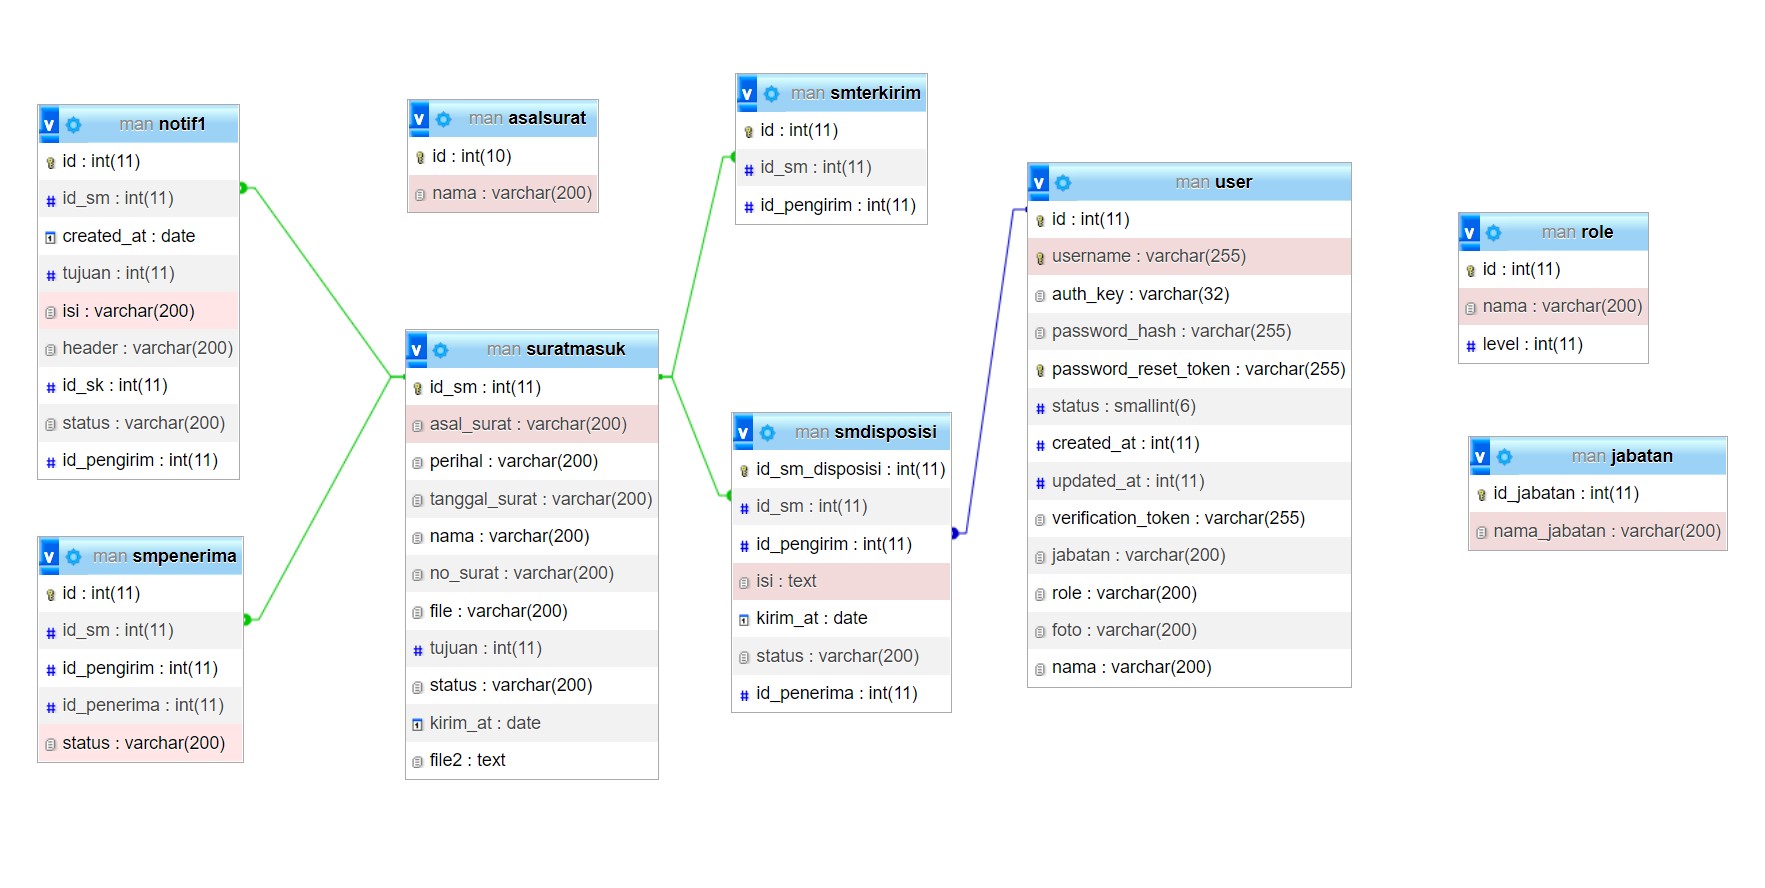 v man notif1
id : int(11)
# id_sm : int(11)
created_at : date
# tujuan : int(11)
isi : varchar(200)
header : varchar(200)
# id_sk : int(11)
status : varchar(200)
# id_pengirim : int(11)
v man smpenerima
id : int(11)
# id_sm : int(11)
# id_pengirim : int(11)
# id_penerima : int(11)
status : varchar(200)
v man asalsurat
id : int(10)
nama : varchar(200)
v man suratmasuk
id_sm : int(11)
asal_surat : varchar(200)
perihal : varchar(200)
tanggal_surat : varchar(200)
nama : varchar(200)
no_surat : varchar(200)
file : varchar(200)
# tujuan : int(11)
status : varchar(200)
kirim_at : date
file2 : text
v man smterkirim
id : int(11)
# id_sm : int(11)
# id_pengirim : int(11)
v man smdisposisi
id_sm_disposisi : int(11)
# id_sm : int(11)
# id_pengirim : int(11)
isi : text
kirim_at : date
status : varchar(200)
# id_penerima : int(11)
v man user
id : int(11)
username : varchar(255)
auth_key : varchar(32)
password_hash : varchar(255)
password_reset_token : varchar(255)
# status : smallint(6)
# created_at : int(11)
# updated_at : int(11)
verification_token : varchar(255)
jabatan : varchar(200)
role : varchar(200)
foto : varchar(200)
nama : varchar(200)
v man role
id : int(11)
nama : varchar(200)
# level : int(11)
v man jabatan
id_jabatan : int(11)
nama_jabatan : varchar(200)